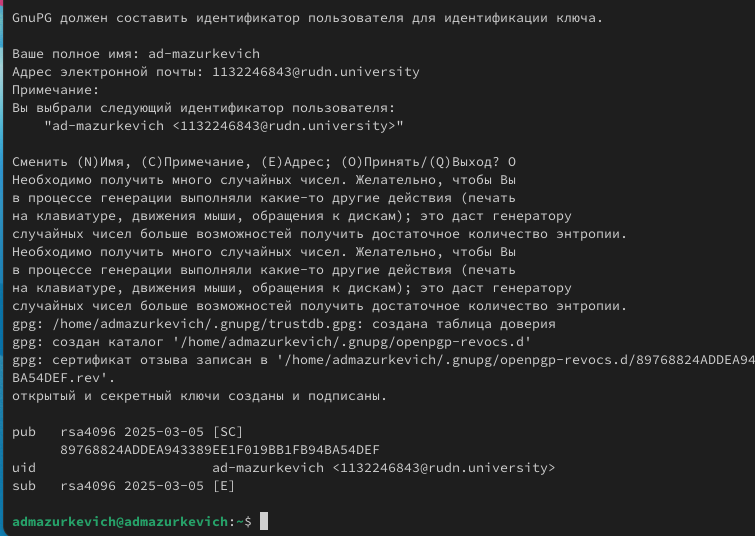 GnuPG должен составить идентификатор пользователя для идентификации ключа.
Ваше полное имя: ad-mazurkevich
Адрес электронной почты: 1132246843@rudn.university
Примечание:
Вы выбрали следующий идентификатор пользователя:
"ad-mazurkevich <1132246843@rudn.university>"
Сменить (N)Имя, (C)Примечание, (E)Адрес; (O)Принять/(Q)Выход? O
Необходимо получить много случайных чисел. Желательно, чтобы Вы
в процессе генерации выполняли какие-то другие действия (печать
на клавиатуре, движения мыши, обращения к дискам); это даст генератору
случайных чисел больше возможностей получить достаточное количество энтропии.
Необходимо получить много случайных чисел. Желательно, чтобы Вы
в процессе генерации выполняли какие-то другие действия (печать
на клавиатуре, движения мыши, обращения к дискам); это даст генератору
случайных чисел больше возможностей получить достаточное количество энтропии.
gpg: /home/admazurkevich/.gnupg/trustdb.gpg: создана таблица доверия
gpg: создан каталог '/home/admazurkevich/.gnupg/openpgp-revocs.d'
gpg: сертификат отзыва записан в '/home/admazurkevich/.gnupg/openpgp-revocs.d/89768824ADDEA94
BA54DEF.rev'.
открытый и секретный ключи созданы и подписаны.
pub rsa4096 2025-03-05 [SC]
89768824ADDEA943389EE1F019BB1FB94BA54DEF
uid ad-mazurkevich <1132246843@rudn.university>
sub rsa4096 2025-03-05 [E]
admazurkevich@admazurkevich:~$